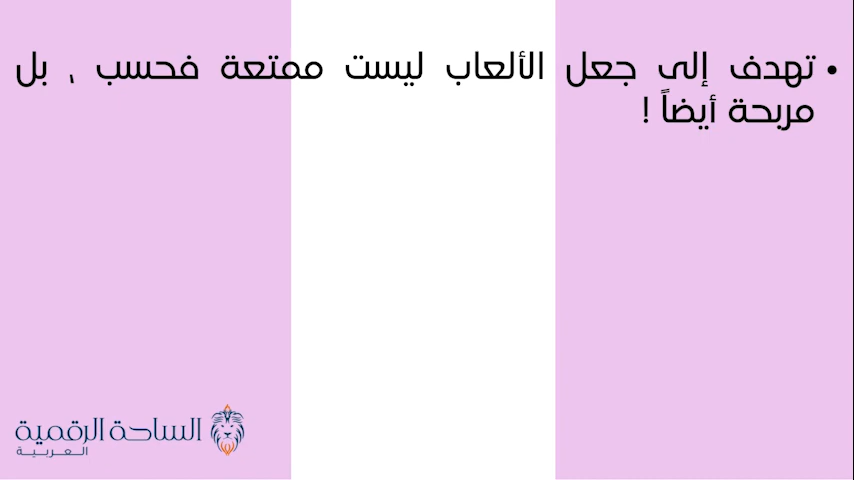 • تهدف إلى جعل الألعاب ليست ممتعة فحسب , بل
مربحة أيضاً !
الساحة الرقمية
العربية